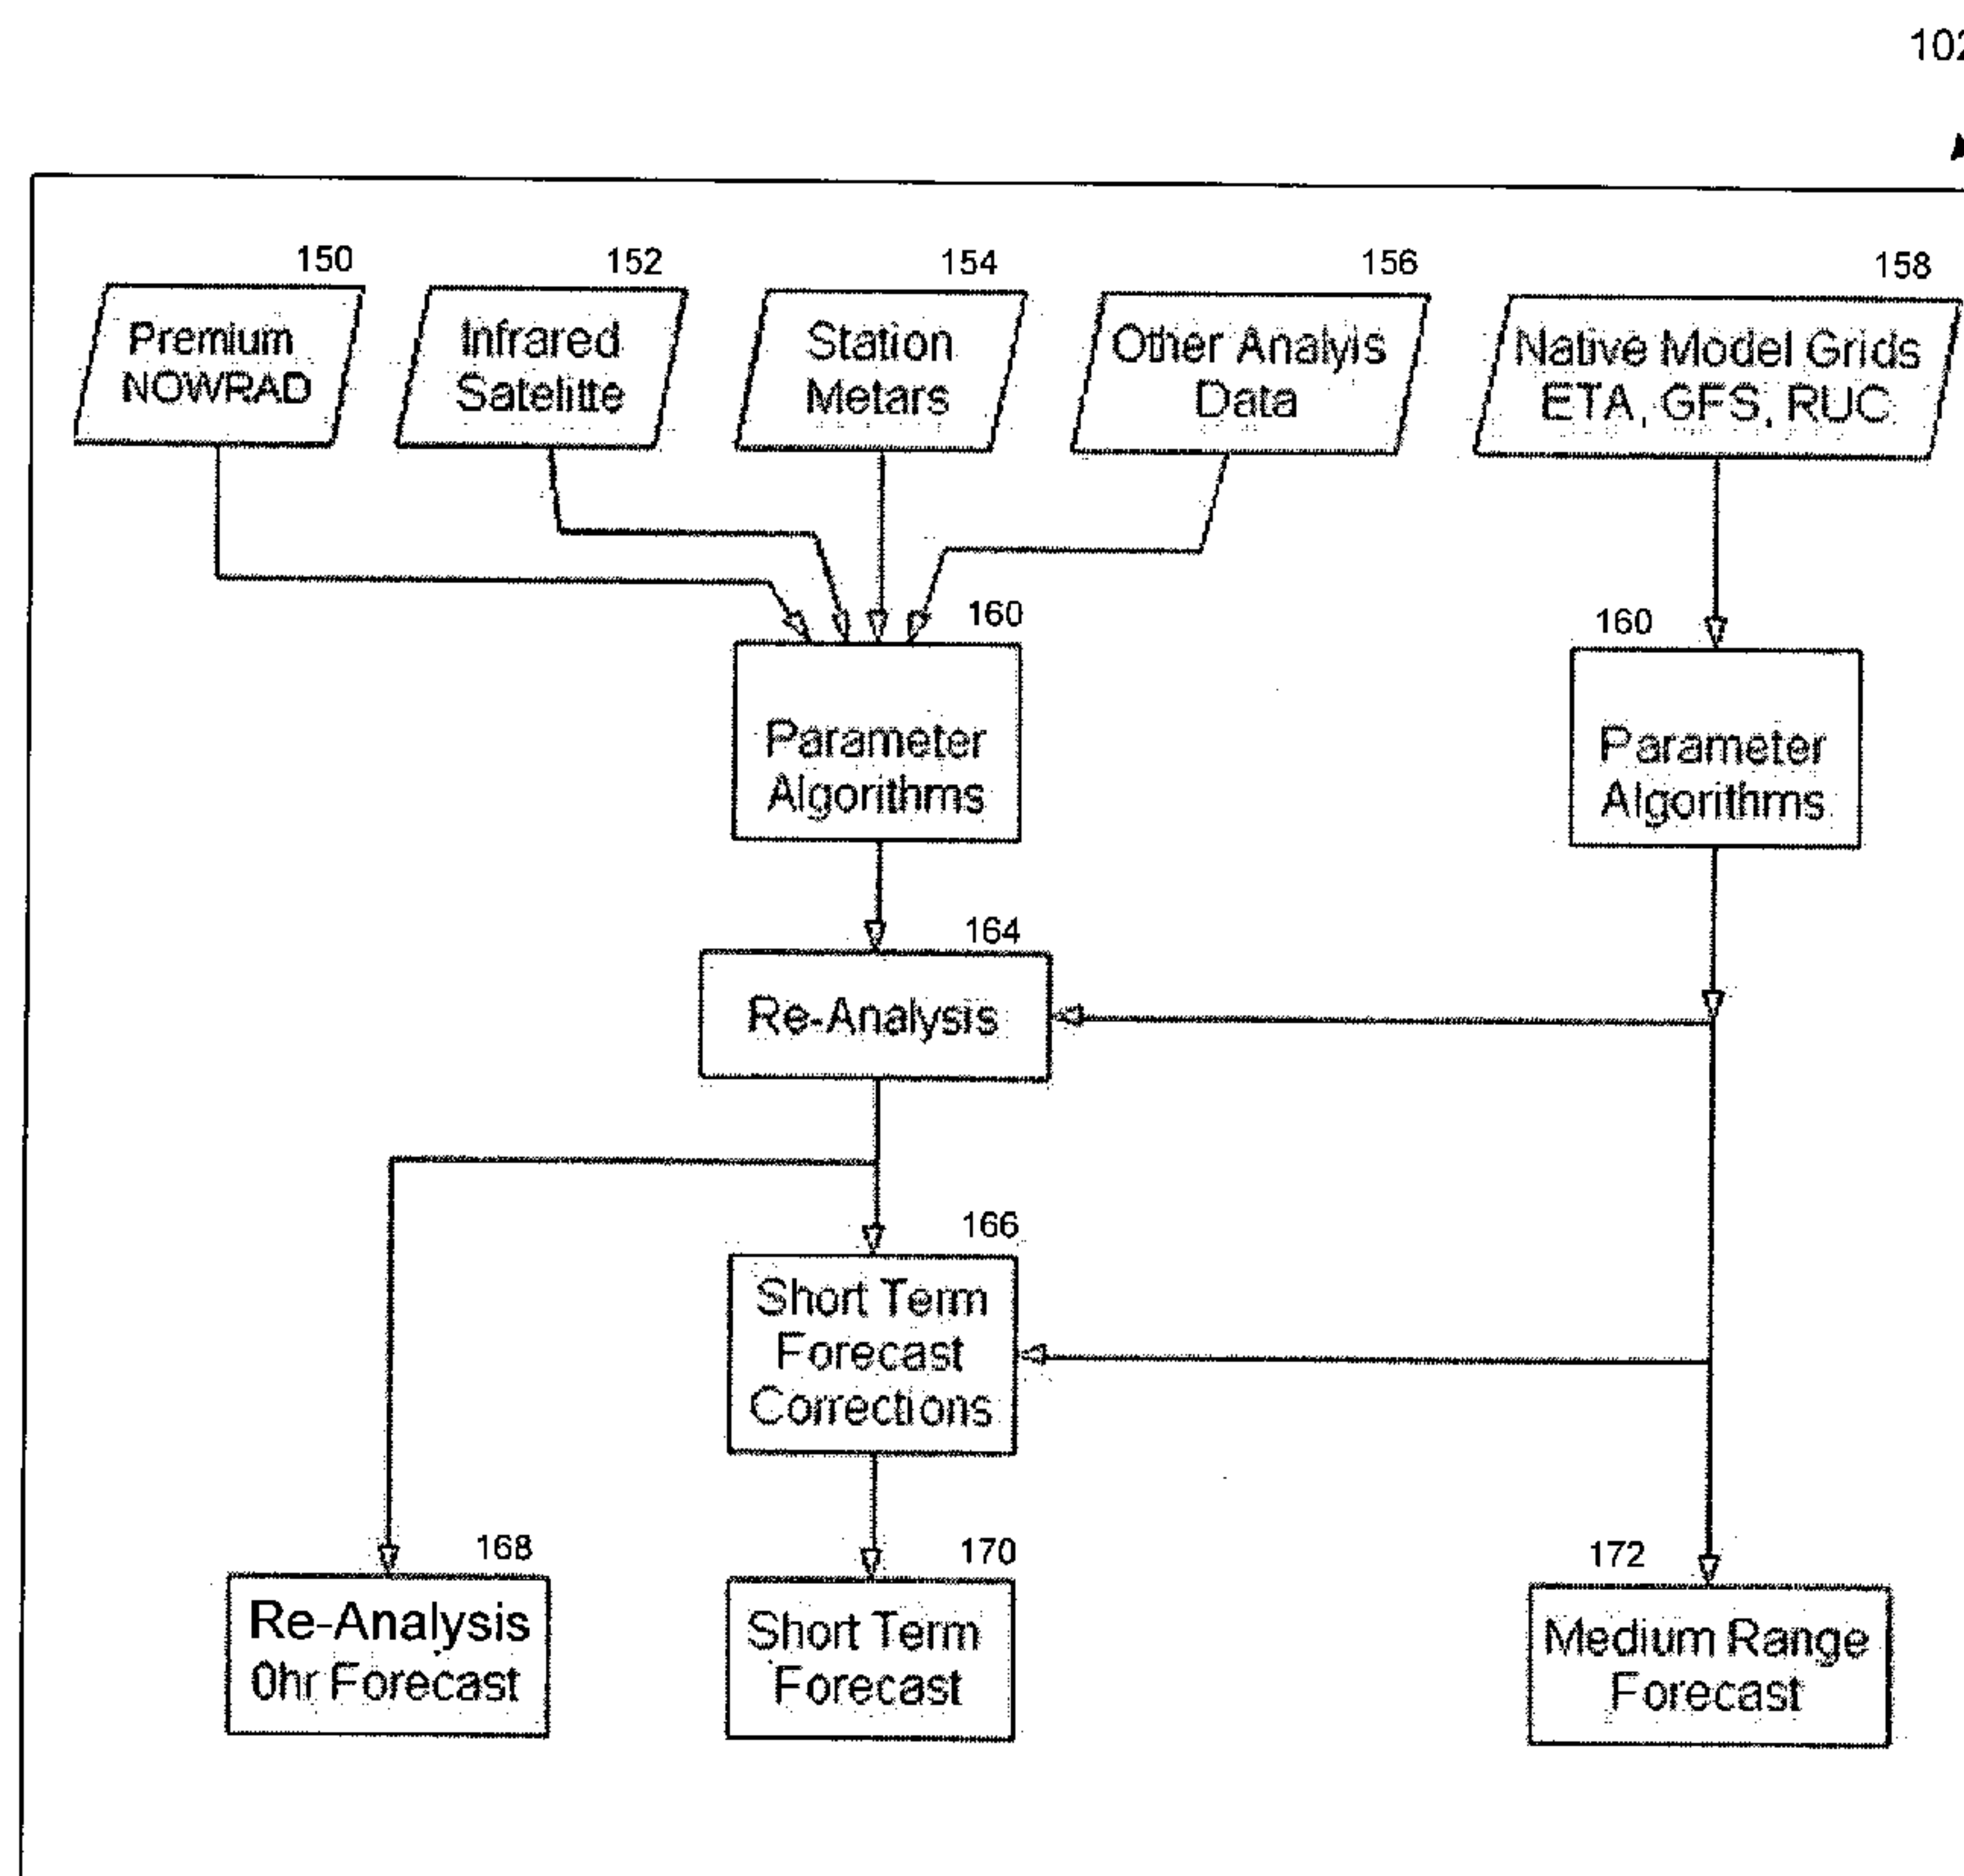 102
150
152
154
156
158
Premium
NOWRAD
Infrared
Satelitte
Station
Metars
Other Analyis
Data
Native Model Grids
ETA, GFS, RUC
160
160
Parameter
Algorithms
Parameter
Algorithms
164
Re-Analysis
166
Short Term
Forecast
Corrections
168
170
172
Re-Analysis
0hr Forecast
Short Term
Forecast
Medium Range
Forecast